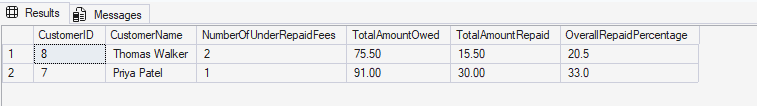 Results Messages
CustomerID CustomerName NumberOfUnderRepaidFees TotalAmountOwed TotalAmountRepaid OverallRepaidPercentage
1 8 Thomas Walker 2 75.50 15.50 20.5
2 7 Priya Patel 1 91.00 30.00 33.0